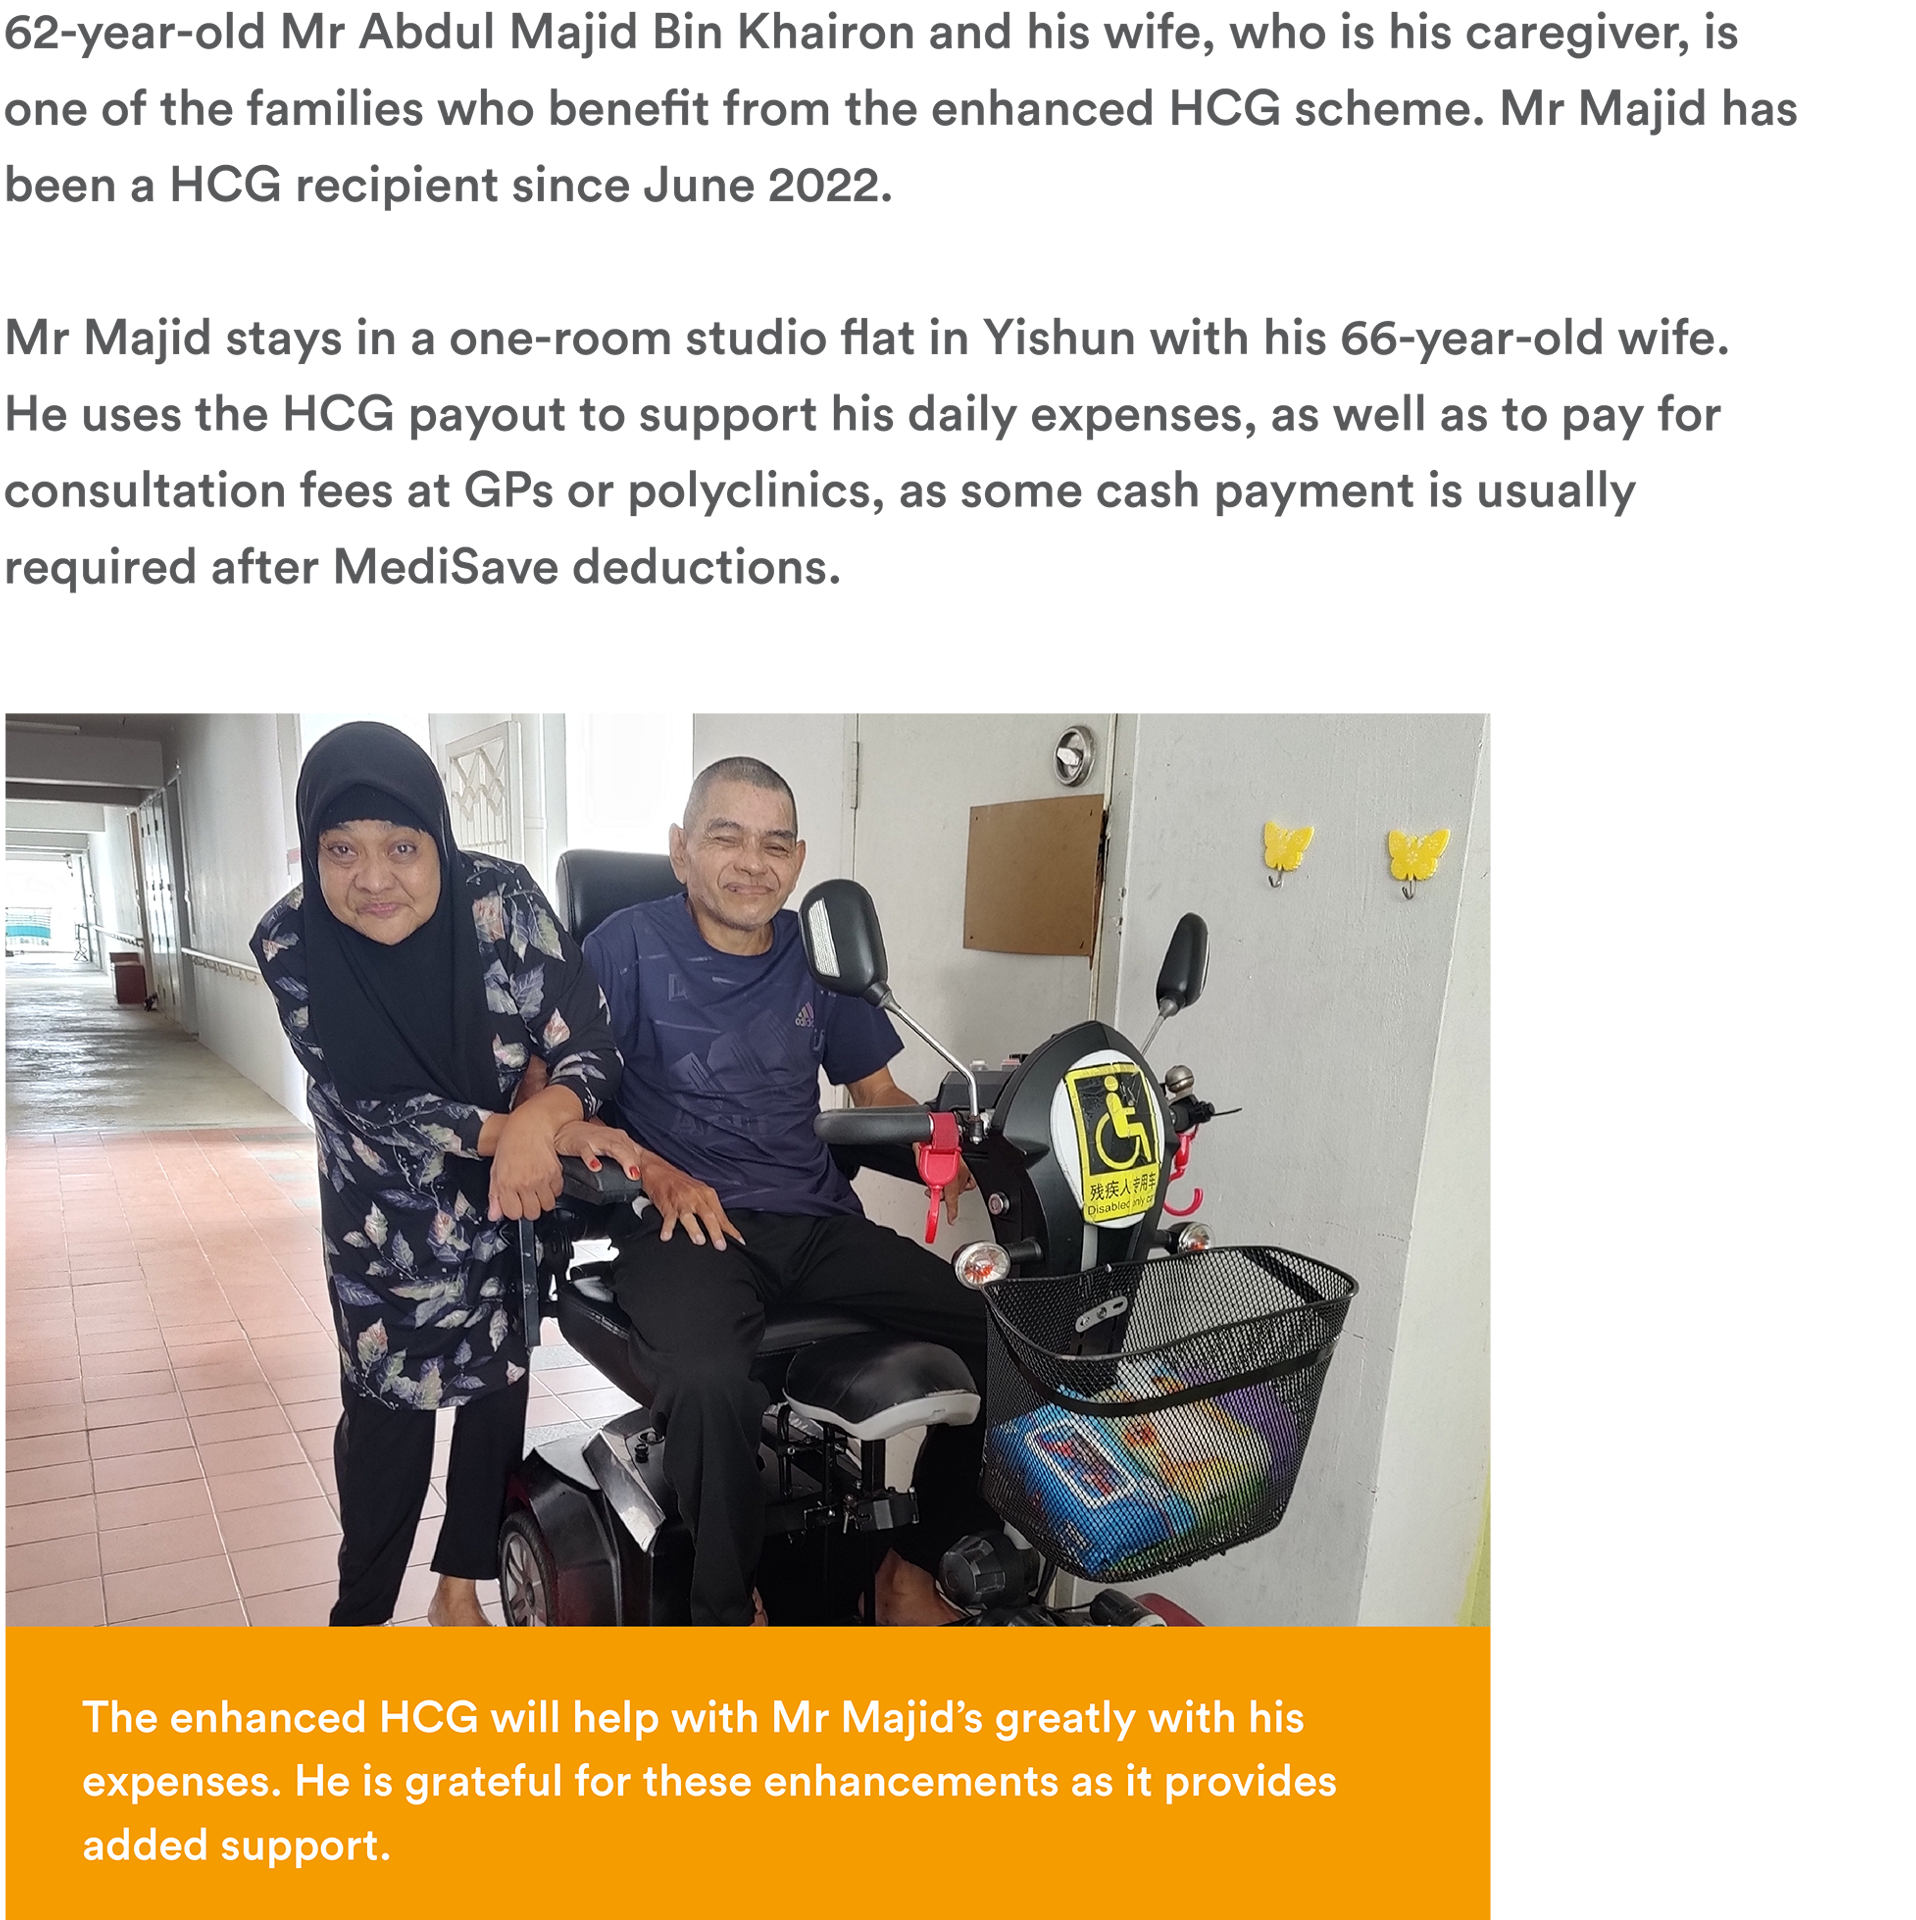 62-year-old Mr Abdul Majid Bin Khairon and his wife, who is his caregiver, is
one of the families who benefit from the enhanced HCG scheme. Mr Majid has
been a HCG recipient since June 2022.
Mr Majid stays in a one-room studio flat in Yishun with his 66-year-old wife.
He uses the HCG payout to support his daily expenses, as well as to pay for
consultation fees at GPs or polyclinics, as some cash payment is usually
required after MediSave deductions.
adidas
残疾人专用车
Disabled only car
The enhanced HCG will help with Mr Majid’s greatly with his
expenses. He is grateful for these enhancements as it provides
added support.